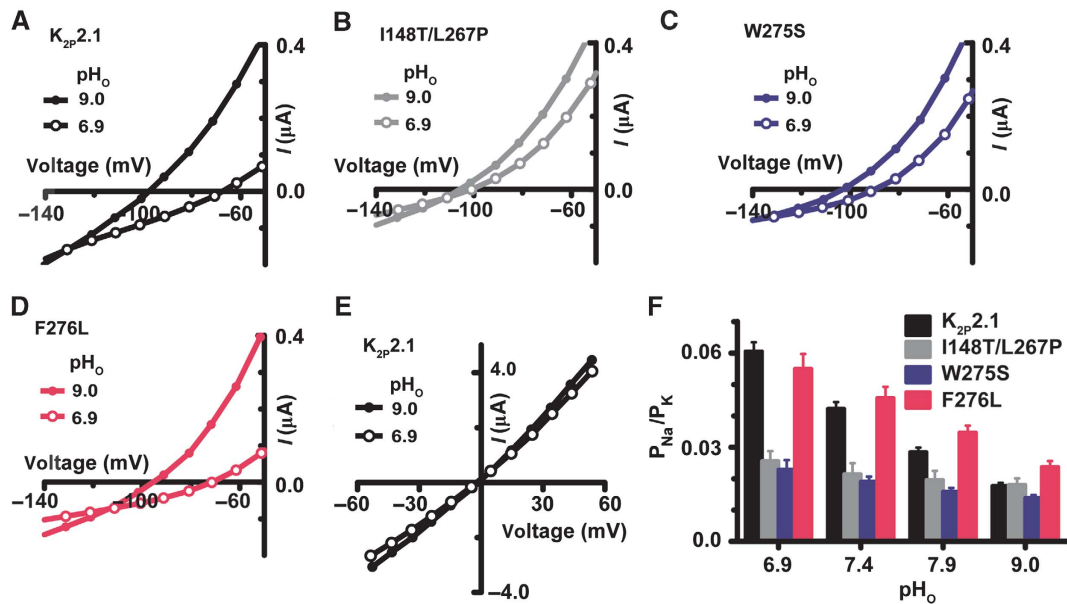 A
K2P2.1
pHO
9.0
6.9
Voltage (mV)
I (μA)
0.4
0.0
−140
−100
−60
B
I148T/L267P
pHO
9.0
6.9
Voltage (mV)
I (μA)
0.4
0.0
−140
−100
−60
C
W275S
pHO
9.0
6.9
Voltage (mV)
I (μA)
0.4
0.0
−140
−100
−60
D
F276L
pHO
9.0
6.9
Voltage (mV)
I (μA)
0.4
0.0
−140
−100
−60
E
K2P2.1
pHO
9.0
6.9
I (μA)
4.0
−60
−30
30
60
Voltage (mV)
−4.0
F
K2P2.1
I148T/L267P
W275S
F276L
PNa/PK
0.06
0.03
0.0
6.9 7.4 7.9 9.0
pHO